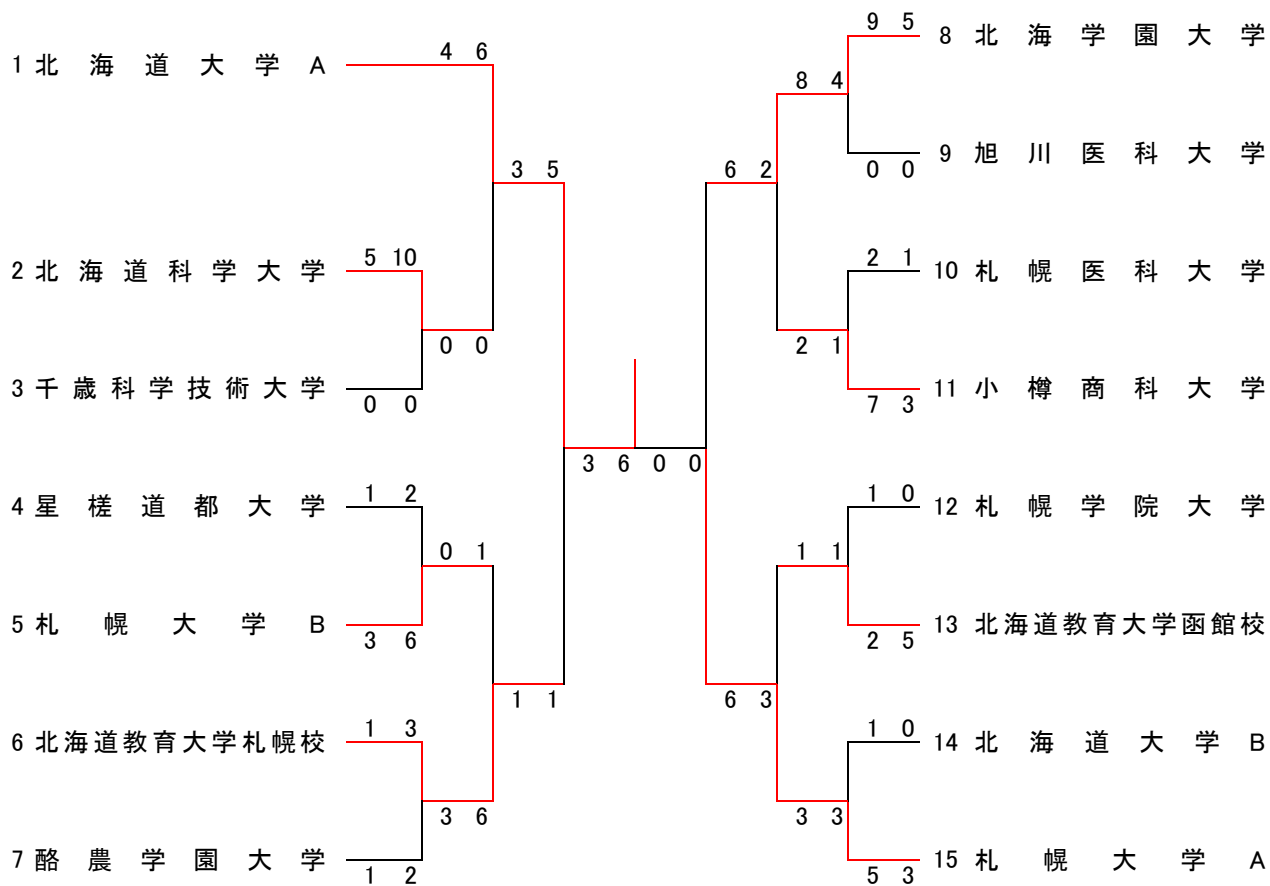 9 5
8 北海学園大学
4 6
1 北海道大学A
8 4
9 旭川医科大学
0 0
3 5
6 2
5 10
2 北海道科学大学
2 1
10 札幌医科大学
0 0
2 1
3 千歳科学技術大学
0 0
11 小樽商科大学
7 3
3 6 0 0
1 2
4 星槎道都大学
1 0
12 札幌学院大学
0 1
1 1
5 札幌大学B
3 6
13 北海道教育大学函館校
2 5
1 1
6 3
1 3
6 北海道教育大学札幌校
1 0
14 北海道大学B
3 6
3 3
7 酪農学園大学
1 2
15 札幌大学A
5 3